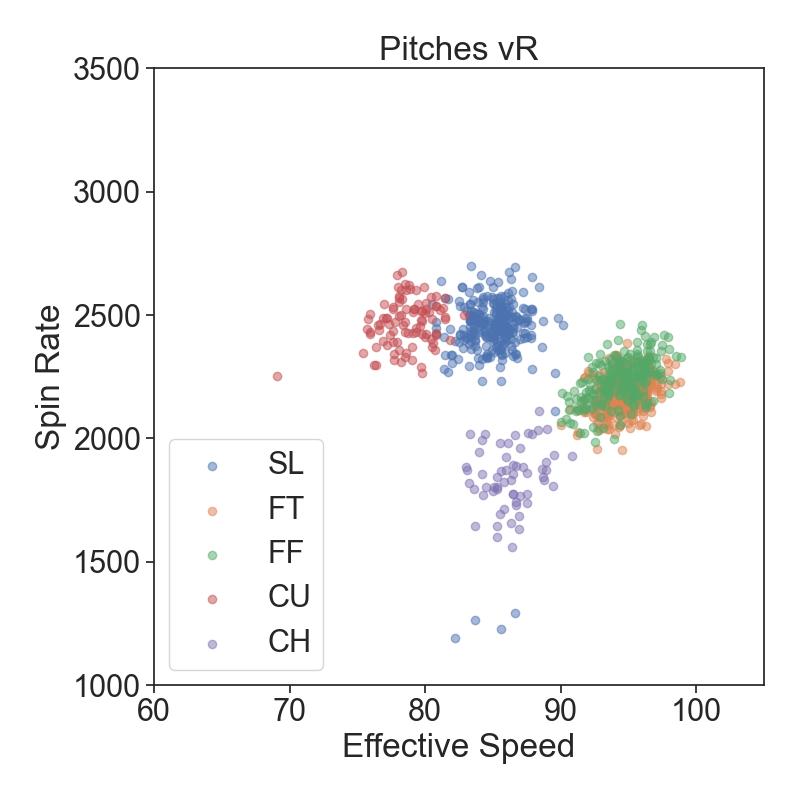 Pitches vR
3500
3000
2500
2000
1500
1000
Spin Rate
SL
FT
FF
CU
CH
60 70 80 90 100
Effective Speed